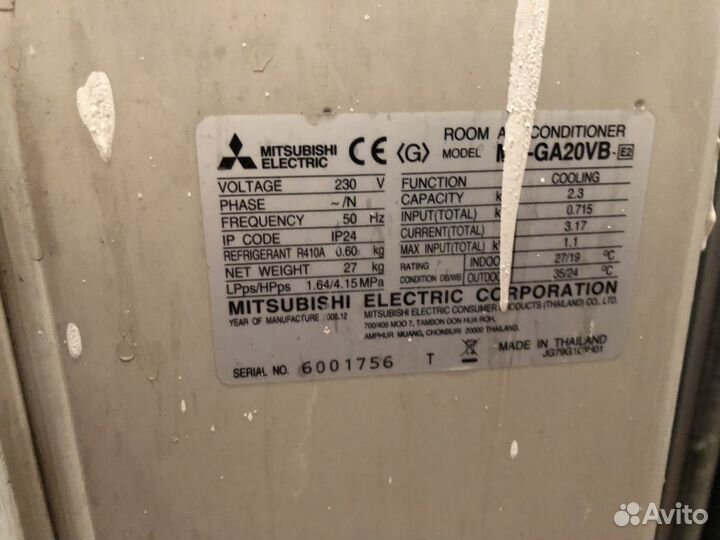 MITSUBISHI ELECTRIC CE ⟨G⟩
ROOM CONDITIONER
MODEL -GA20VB-E2
VOLTAGE 230 V
PHASE ~/N
FREQUENCY 50 Hz
IP CODE IP24
REFRIGERANT R410A 0.60 kg
NET WEIGHT 27 kg
LPps/HPps 1.64/4.15 MPa
FUNCTION COOLING
CAPACITY 2.3
INPUT(TOTAL) 0.715
CURRENT(TOTAL) 3.17
MAX INPUT(TOTAL) 1.1
RATING CONDITION DB/WB INDOOR 27/19 °C
OUTDOOR 35/24 °C
MITSUBISHI ELECTRIC CORPORATION
YEAR OF MANUFACTURE
MITSUBISHI ELECTRIC CONSUMER PRODUCTS (THAILAND) CO., LTD.
700/406 MOO 7, TAMBON DON HUA ROH,
AMPHUR MUANG, CHONBURI 20000 THAILAND.
MADE IN THAILAND
SERIAL NO. 6001756 T
Avito